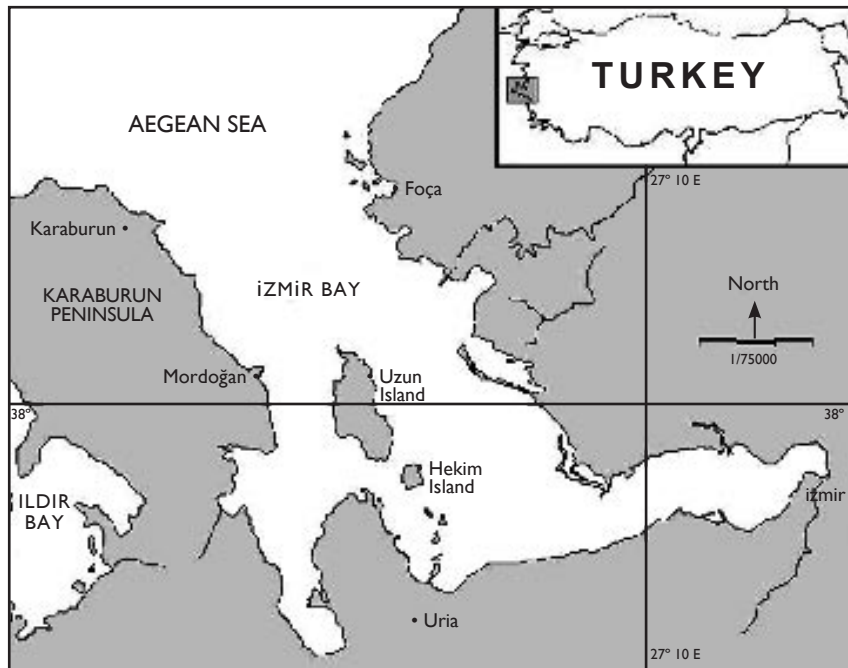 TURKEY
AEGEAN SEA
27° 10 E
Foça
Karaburun
İZMİR BAY
KARABURUN
PENINSULA
North
1/75000
Mordoğan
Uzun
Island
38°
38°
Hekim
Island
ILDIR
BAY
izmir
Uria
27° 10 E